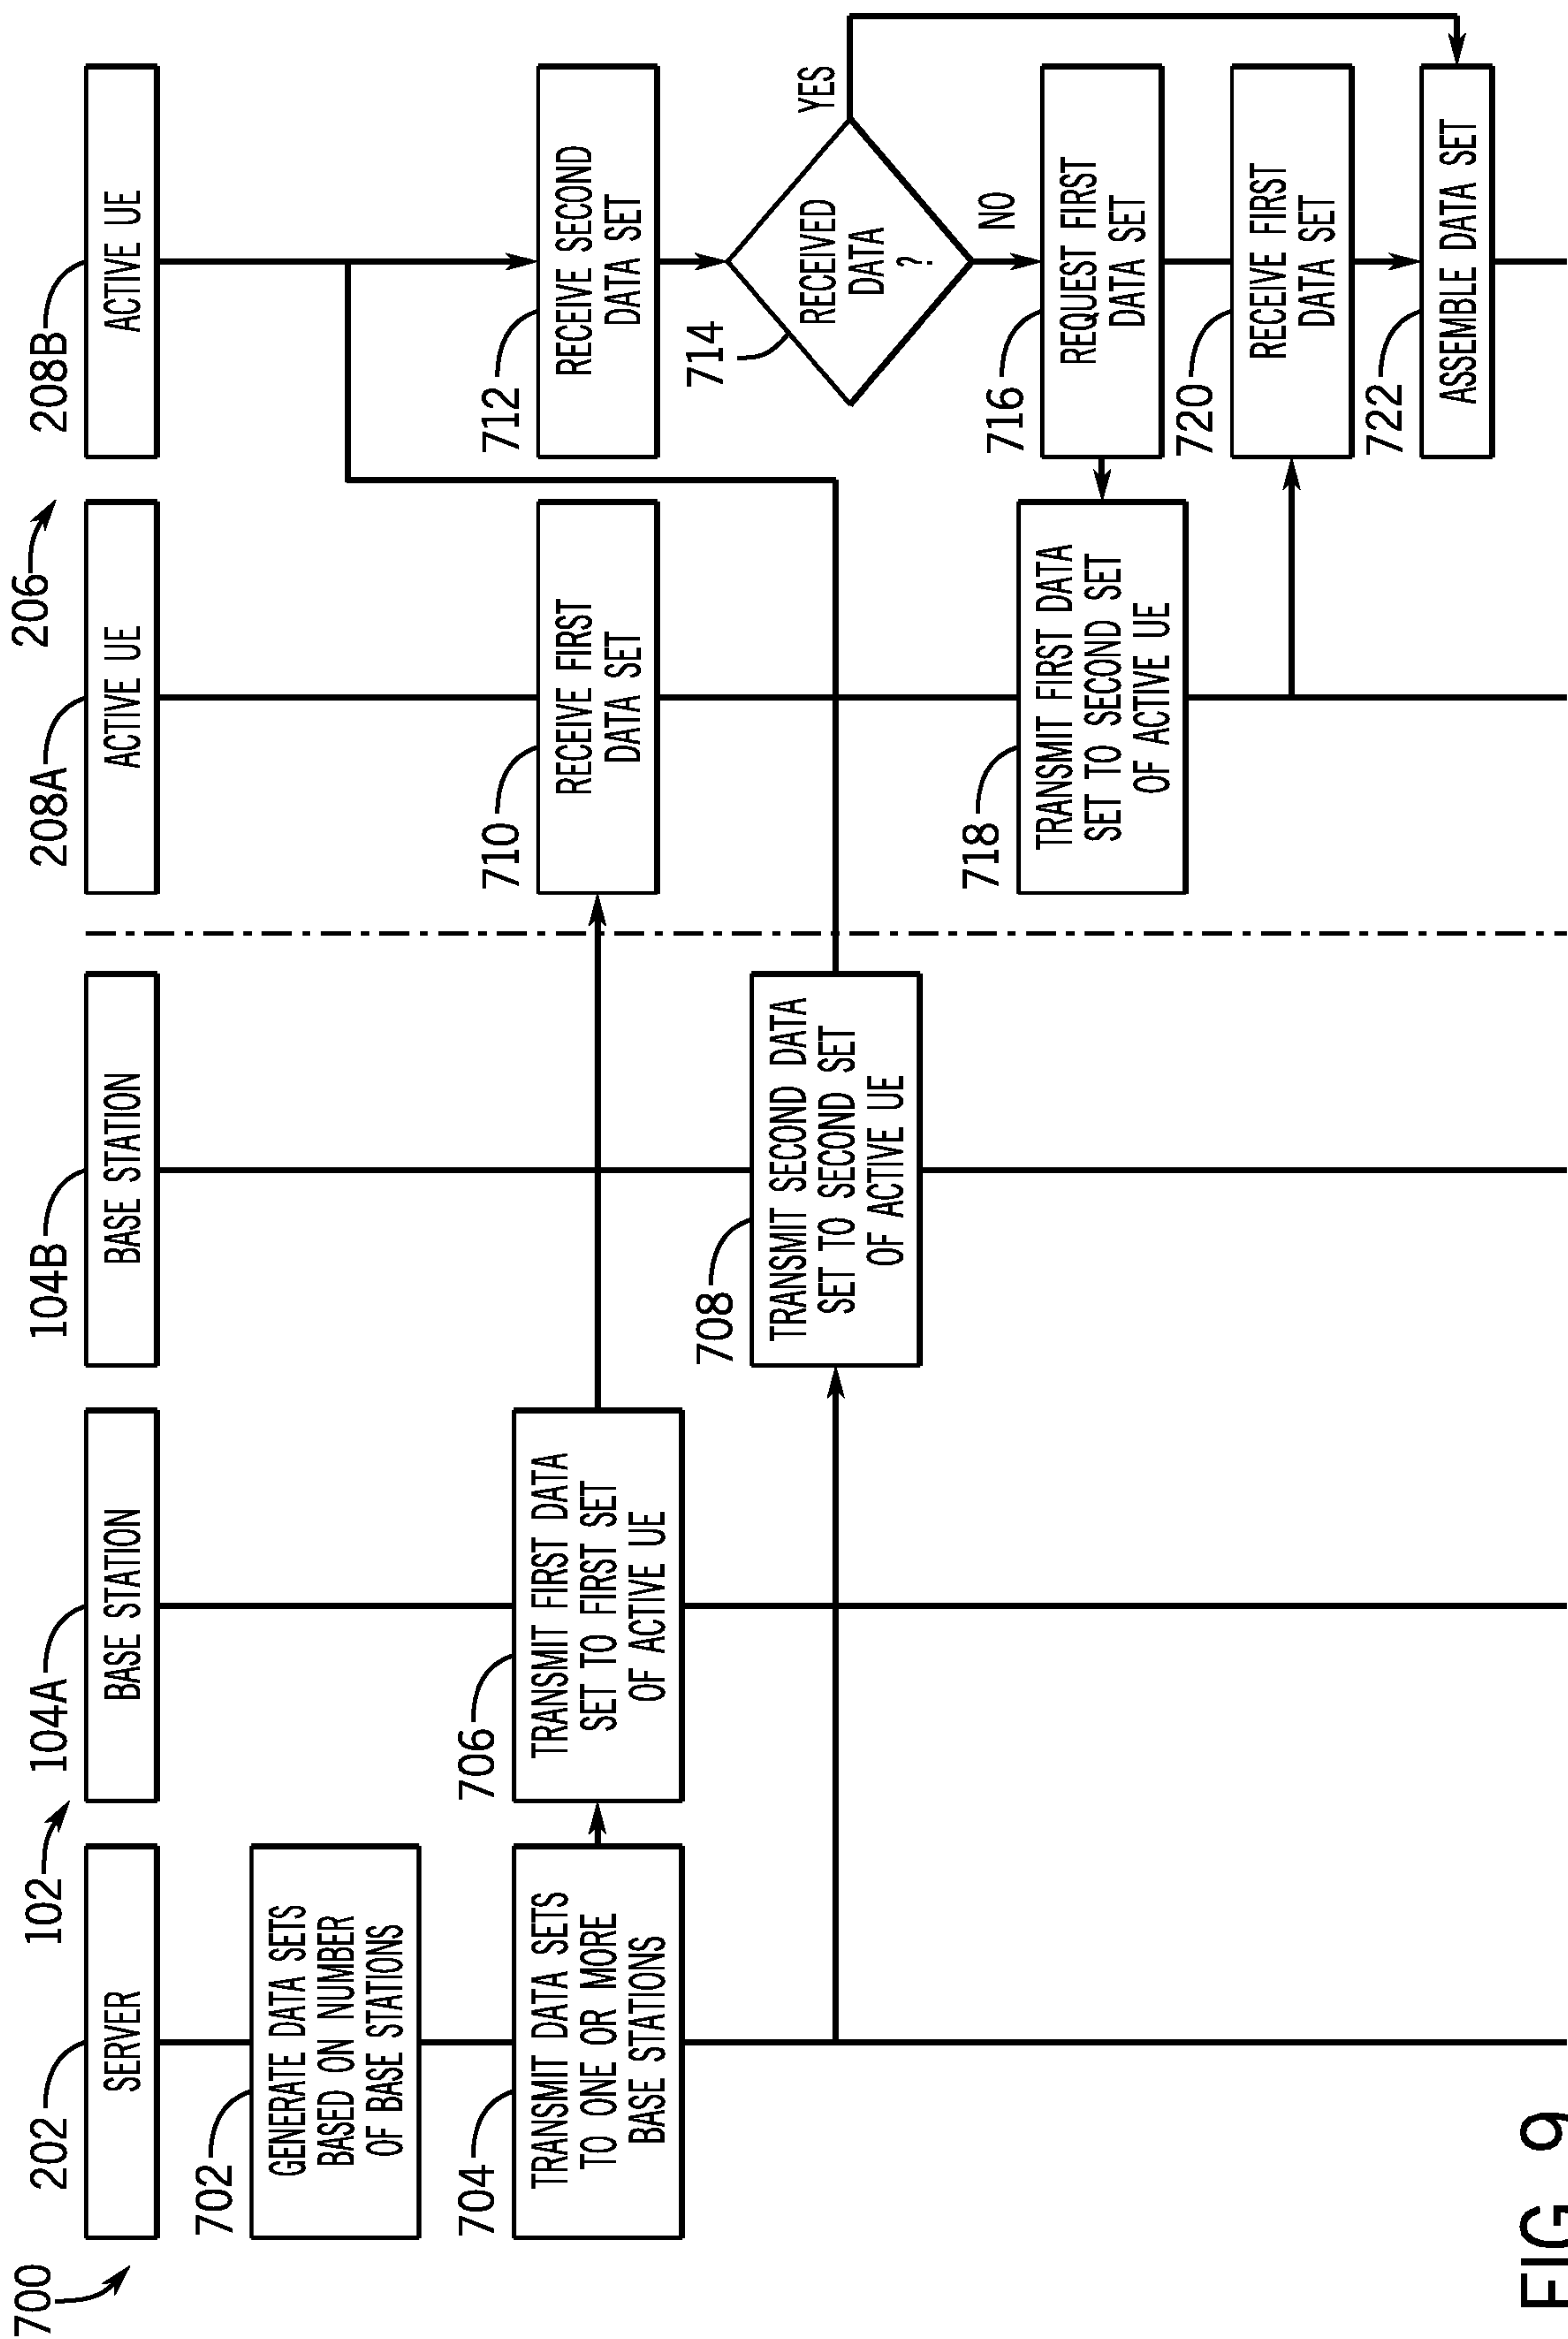 700
202
SERVER
102
104A
BASE STATION
104B
BASE STATION
208A
ACTIVE UE
206
208B
ACTIVE UE
702
GENERATE DATA SETS
BASED ON NUMBER
OF BASE STATIONS
704
TRANSMIT DATA SETS
TO ONE OR MORE
BASE STATIONS
706
TRANSMIT FIRST DATA
SET TO FIRST SET
OF ACTIVE UE
710
RECEIVE FIRST
DATA SET
712
RECEIVE SECOND
DATA SET
708
TRANSMIT SECOND DATA
SET TO SECOND SET
OF ACTIVE UE
714
RECEIVED
DATA
?
YES
NO
716
REQUEST FIRST
DATA SET
718
TRANSMIT FIRST DATA
SET TO SECOND SET
OF ACTIVE UE
720
RECEIVE FIRST
DATA SET
722
ASSEMBLE DATA SET
FIG. 9